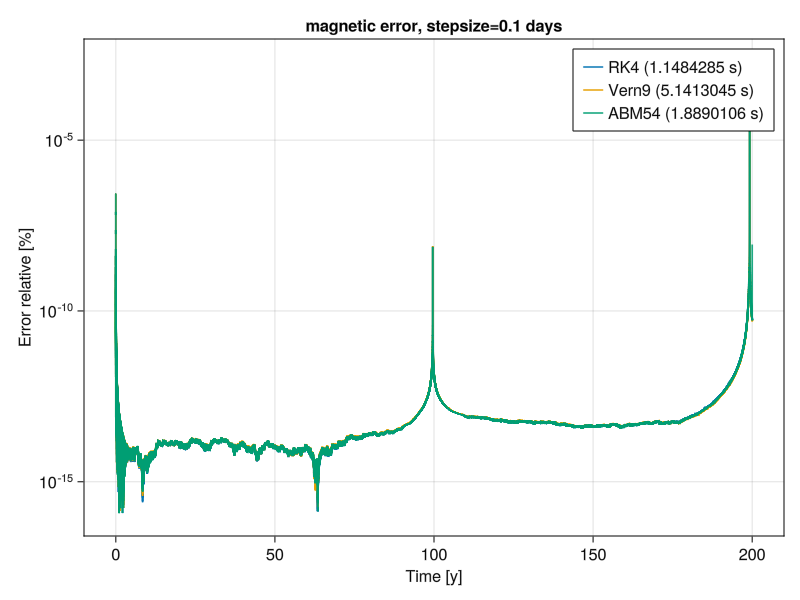 magnetic error, stepsize=0.1 days
RK4 (1.1484285 s)
Vern9 (5.1413045 s)
ABM54 (1.8890106 s)
Error relative [%]
10^-5
10^-10
10^-15
0 50 100 150 200
Time [y]